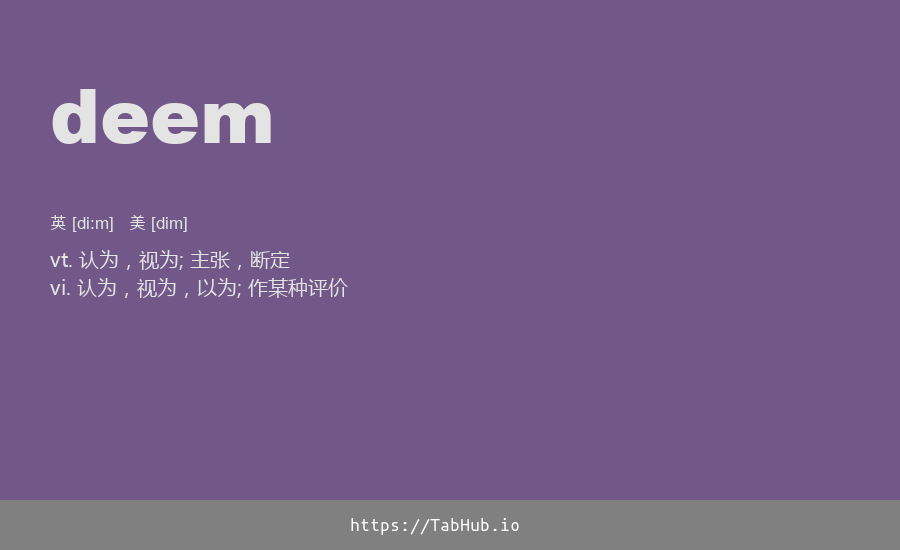 deem
英 [di:m] 美 [dim]
vt. 认为，视为; 主张，断定
vi. 认为，视为，以为; 作某种评价
https://TabHub.io